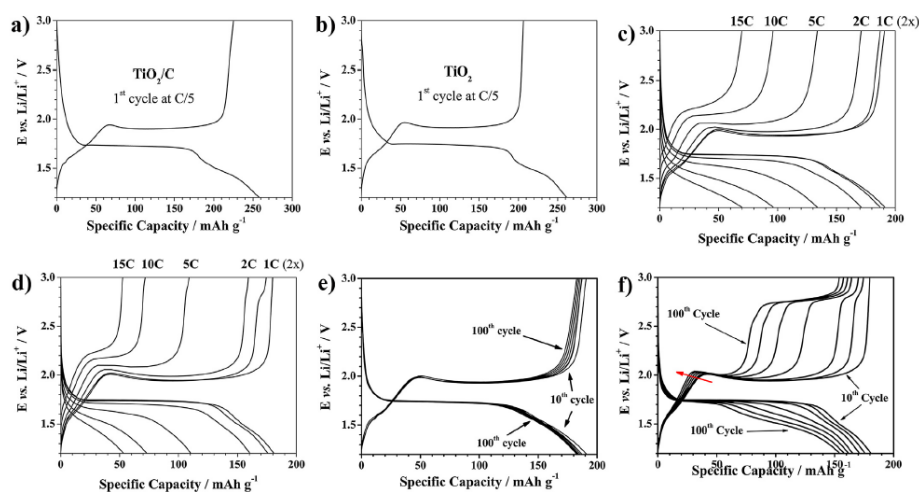 a)
3.0
2.5
2.0
1.5
E vs. Li/Li⁺ / V
TiO₂/C
1ˢᵗ cycle at C/5
0 50 100 150 200 250 300
Specific Capacity / mAh g⁻¹
b)
3.0
2.5
2.0
1.5
E vs. Li/Li⁺ / V
TiO₂
1ˢᵗ cycle at C/5
0 50 100 150 200 250 300
Specific Capacity / mAh g⁻¹
c)
15C 10C 5C 2C 1C (2x)
3.0
2.5
2.0
1.5
E vs. Li/Li⁺ / V
0 50 100 150 200
Specific Capacity / mAh g⁻¹
d)
15C 10C 5C 2C 1C (2x)
3.0
2.5
2.0
1.5
E vs. Li/Li⁺ / V
0 50 100 150 200
Specific Capacity / mAh g⁻¹
e)
3.0
2.5
2.0
1.5
E vs. Li/Li⁺ / V
100ᵗʰ cycle
10ᵗʰ Cycle
100ᵗʰ cycle
0 50 100 150 200
Specific Capacity / mAh g⁻¹
f)
3.0
2.5
2.0
1.5
E vs. Li/Li⁺ / V
100ᵗʰ Cycle
10ᵗʰ Cycle
100ᵗʰ Cycle
0 50 100 150 200
Specific Capacity / mAh g⁻¹